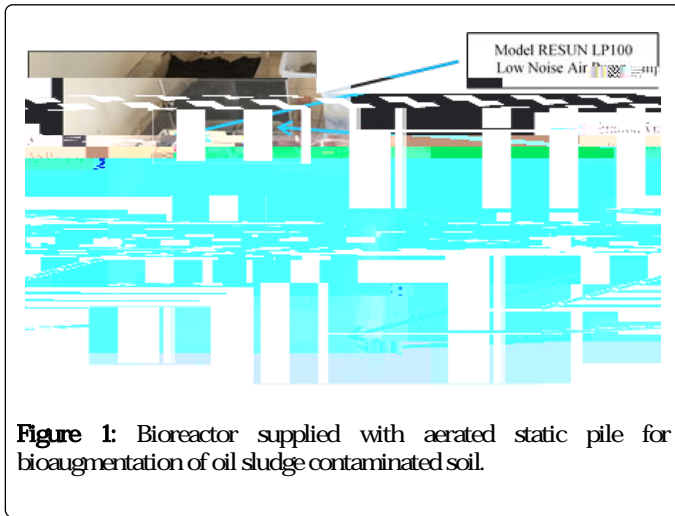 Model RESUN LP100
Low Noise Air
Figure 1: Bioreactor supplied with aerated static pile for
bioaugmentation of oil sludge contaminated soil.